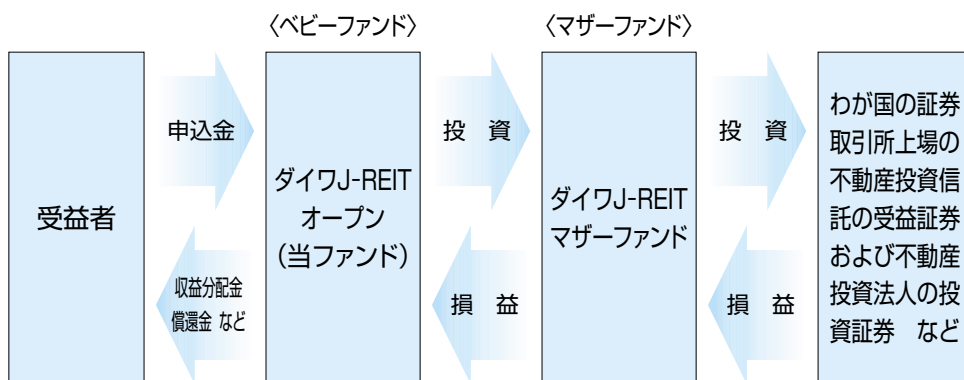 〈ベビーファンド〉
〈マザーファンド〉
受益者
申込金
収益分配金
償還金 など
ダイワJ-REIT
オープン
(当ファンド)
投 資
損 益
ダイワJ-REIT
マザーファンド
投 資
損 益
わが国の証券
取引所上場の
不動産投資信
託の受益証券
および不動産
投資法人の投
資証券 など